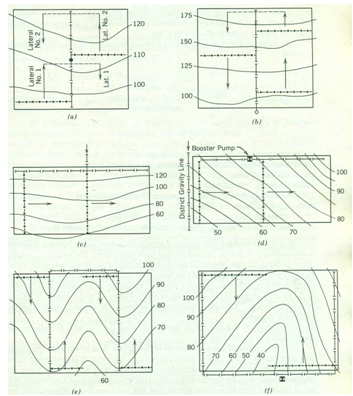 Lateral No. 2
Lat. No. 2
120
110
Lateral No. 1
Lat. 1
100
(a)
175
150
125
100
(b)
120
100
80
60
(c)
Booster Pump
District Gravity Line
100
90
80
50 60 70
(d)
100
90
80
70
60
(e)
100
90
80
70 60 50 40
(f)